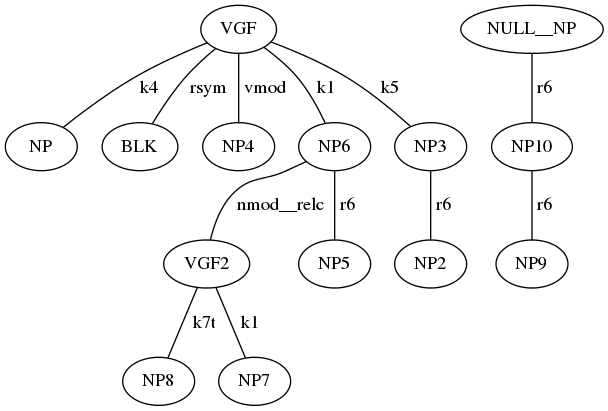 VGF NULL__NP
k4 rsym vmod k1 k5 r6
NP BLK NP4 NP6 NP3 NP10
nmod__relc r6 r6 r6
VGF2 NP5 NP2 NP9
k7t k1
NP8 NP7